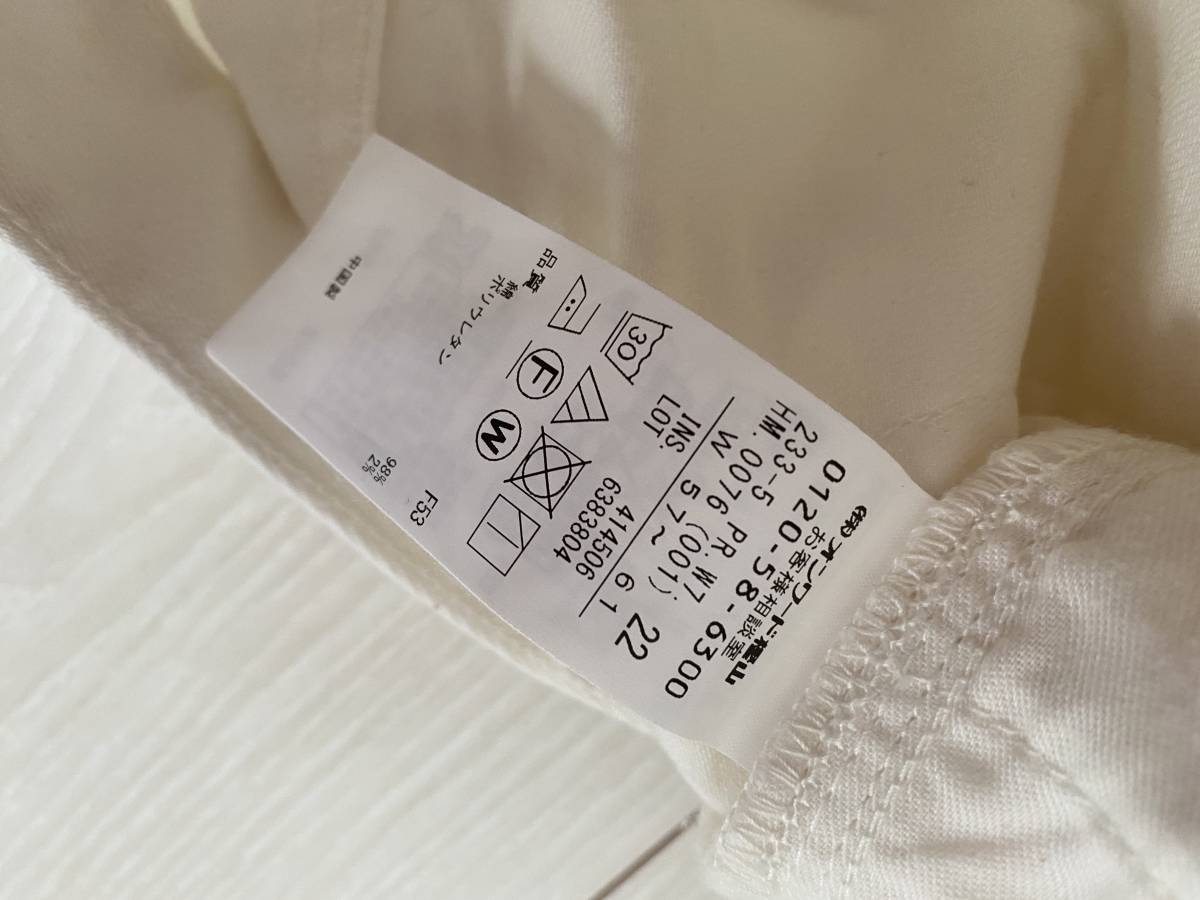 (株)オンワード樫山
お客様相談室
0120-58-6300
233-5 PR.W7
HM.0076(001); 22
W 57~61
INS. 414506
LOT 6383804
30
F
W
F53
品質
綿 98%
ポリウレタン 2%
中国製